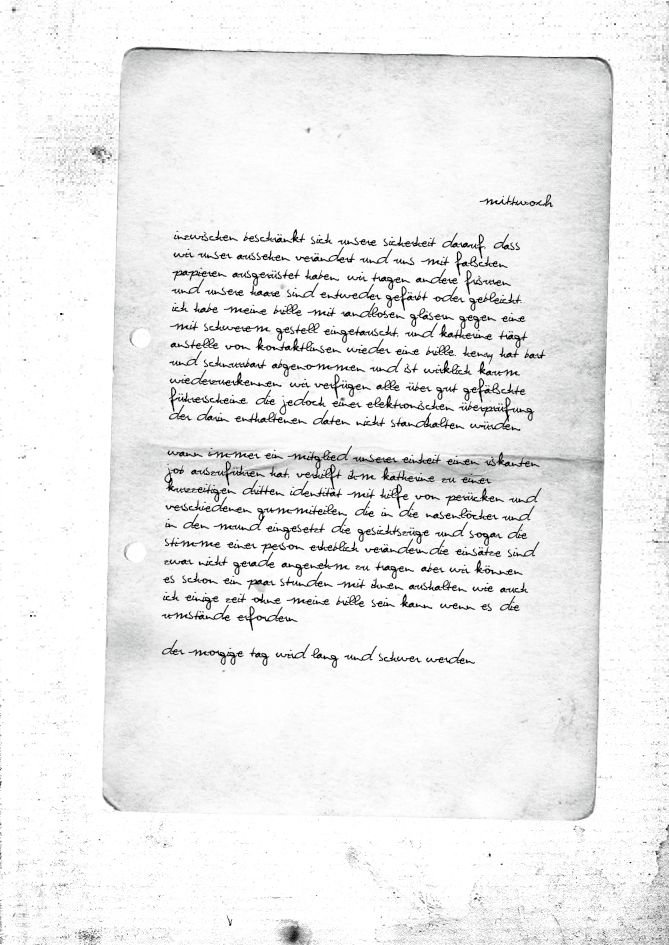 mittwoch
inzwischen beschränkt sich unsere sicherheit darauf, dass
wir unser aussehen verändert und uns mit falschen
papieren ausgerüstet haben. wir tragen andere frisuren
und unsere haare sind entweder gefärbt oder gebleicht.
ich habe meine brille mit randlosen gläsern gegen eine
mit schwerem gestell eingetauscht. und katherine trägt
anstelle von kontaktlinsen wieder eine brille. henry hat bart
und schnurrbart abgenommen und ist wirklich kaum
wiederzuerkennen. wir verfügen alle über gut gefälschte
führerscheine die jedoch einer elektronischen überprüfung
der darin enthaltenen daten nicht standhalten würden.
wann immer ein mitglied unserer einheit einen riskanten
job auszuführen hat. verhilft ihm katherine zu einer
kurzzeitigen dritten identität mit hilfe von perücken und
verschiedenen gummiteilen die in die nasenlöcher und
in den mund eingesetzt die gesichtszüge und sogar die
stimme einer person erheblich verändern. die einsätze sind
zwar nicht gerade angenehm zu tragen aber wir können
es schon ein paar stunden mit ihnen aushalten wie auch
ich einige zeit ohne meine brille sein kann wenn es die
umstände erfordern
der morgige tag wird lang und schwer werden